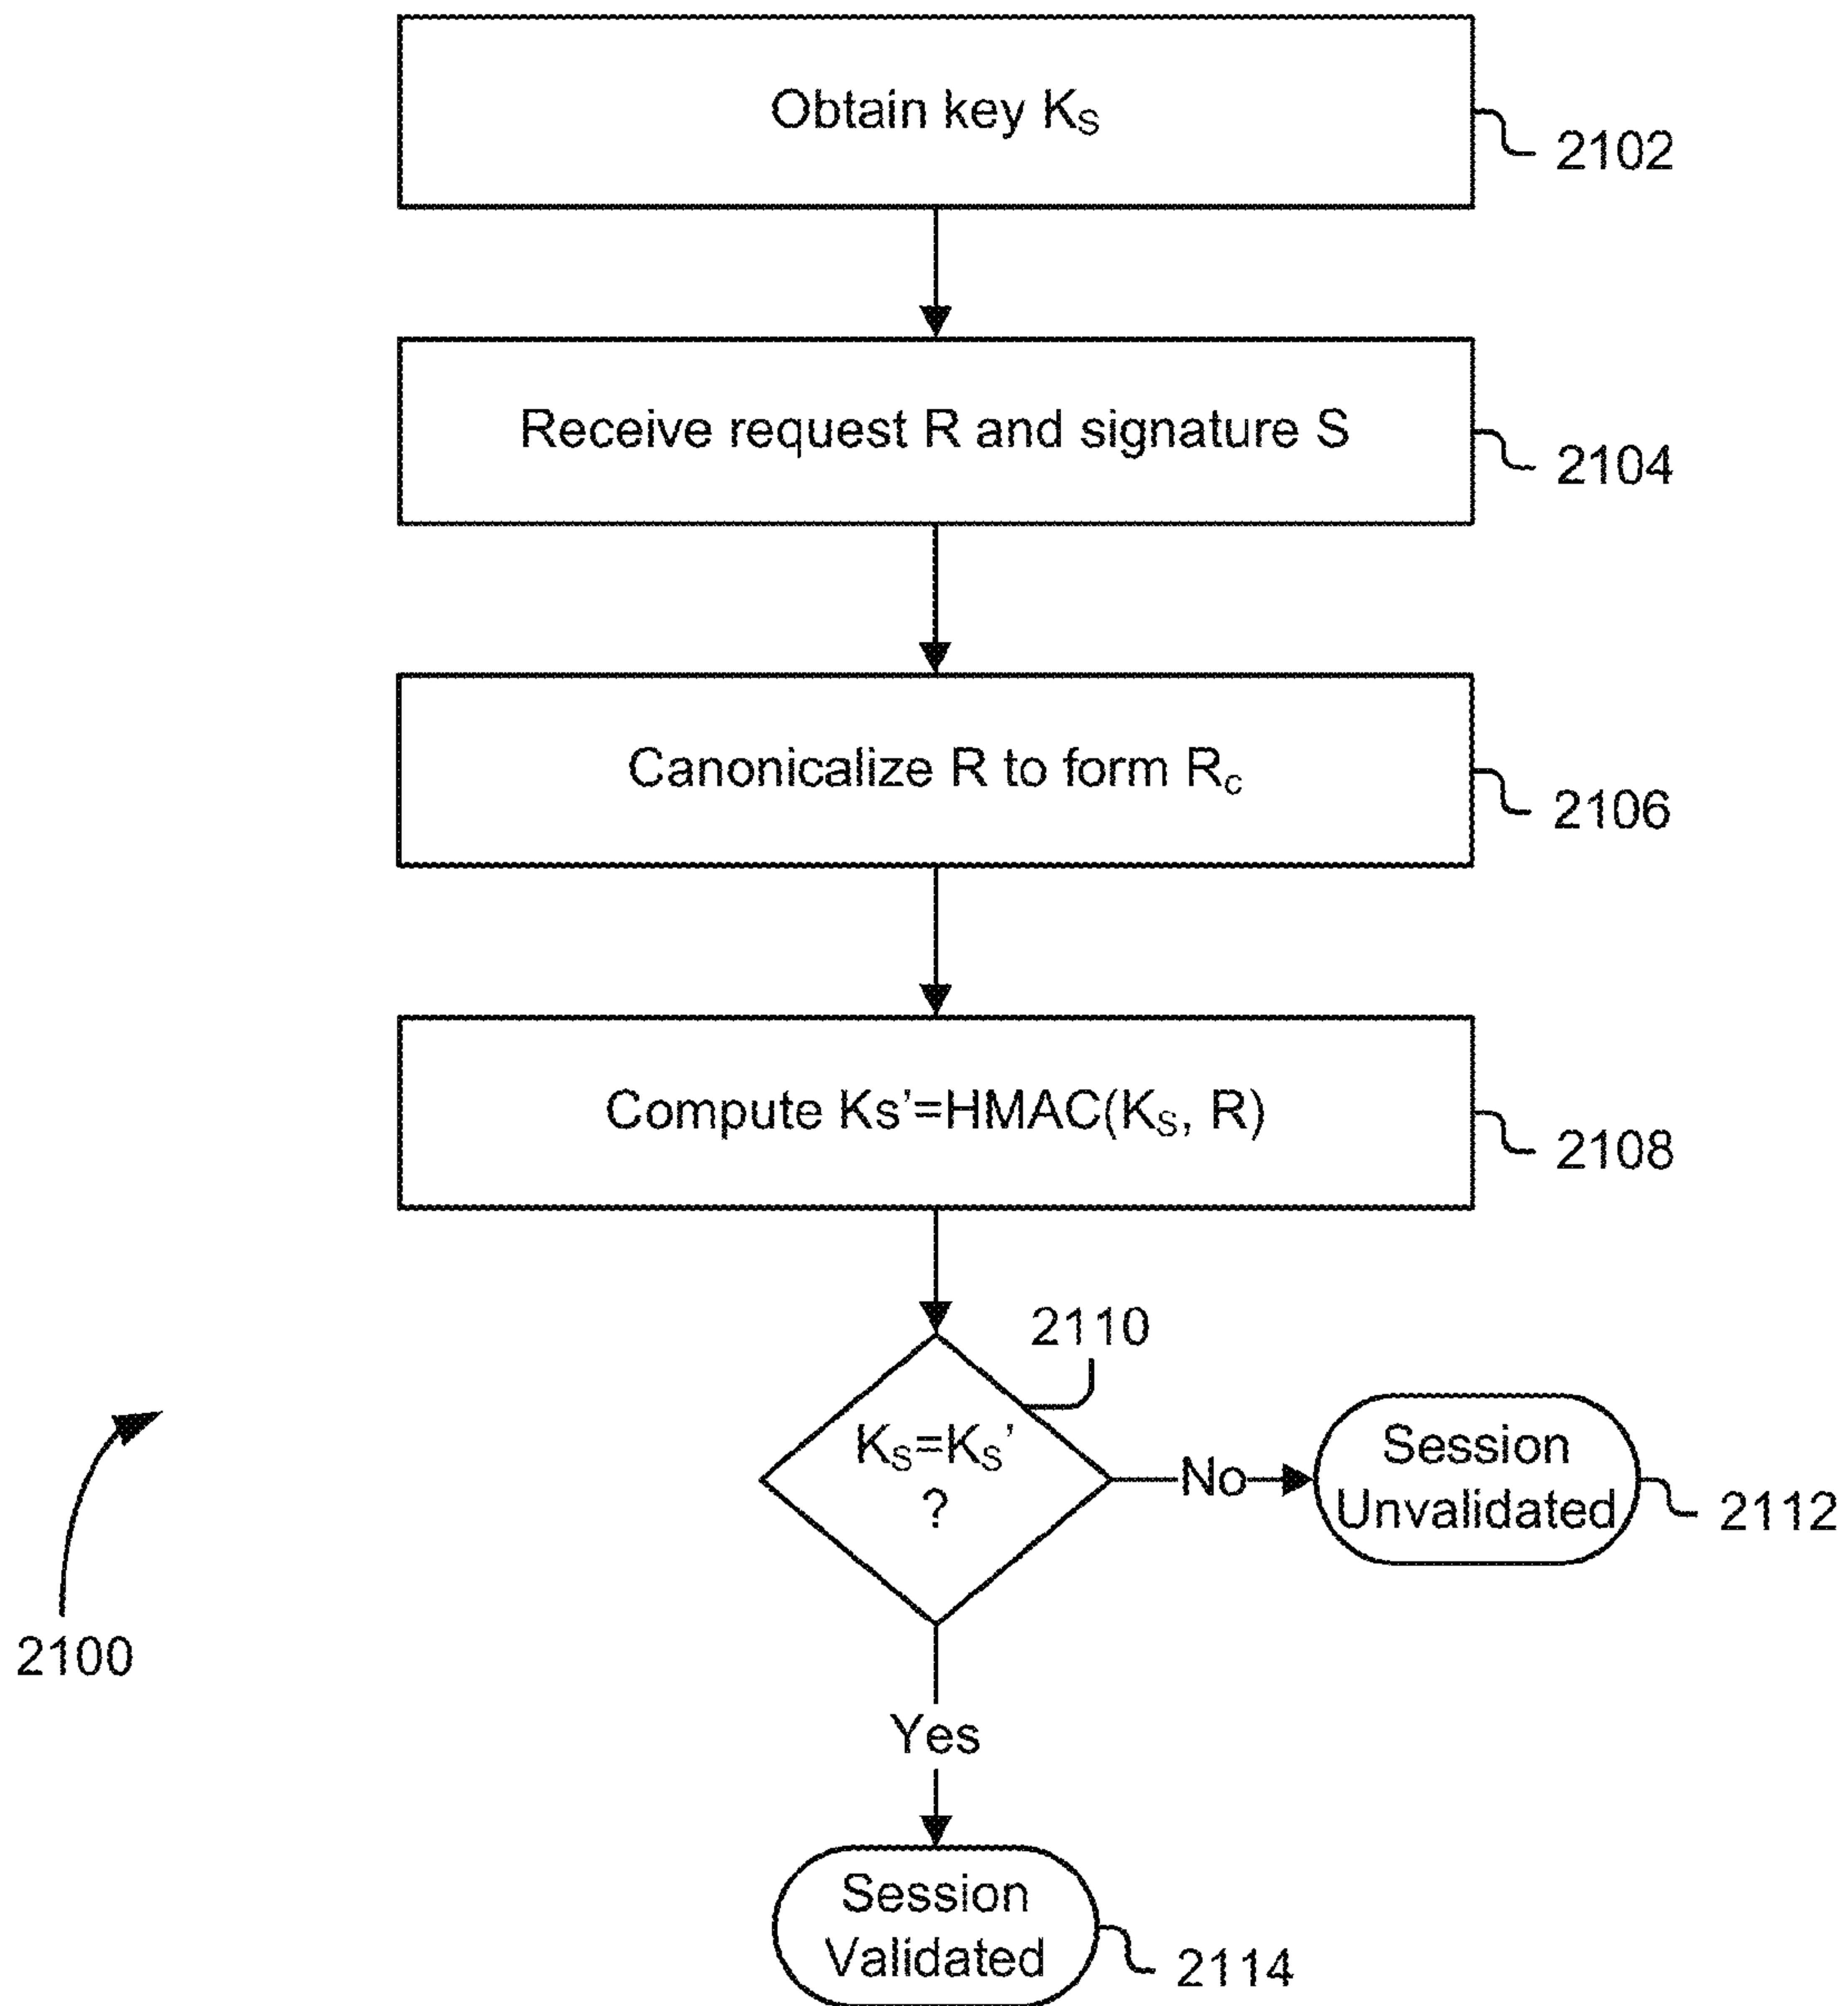 Obtain key KS
2102
Receive request R and signature S
2104
Canonicalize R to form Rc
2106
Compute Ks’=HMAC(KS, R)
2108
2110
KS=KS’
?
No
Session
Unvalidated
2112
2100
Yes
Session
Validated
2114